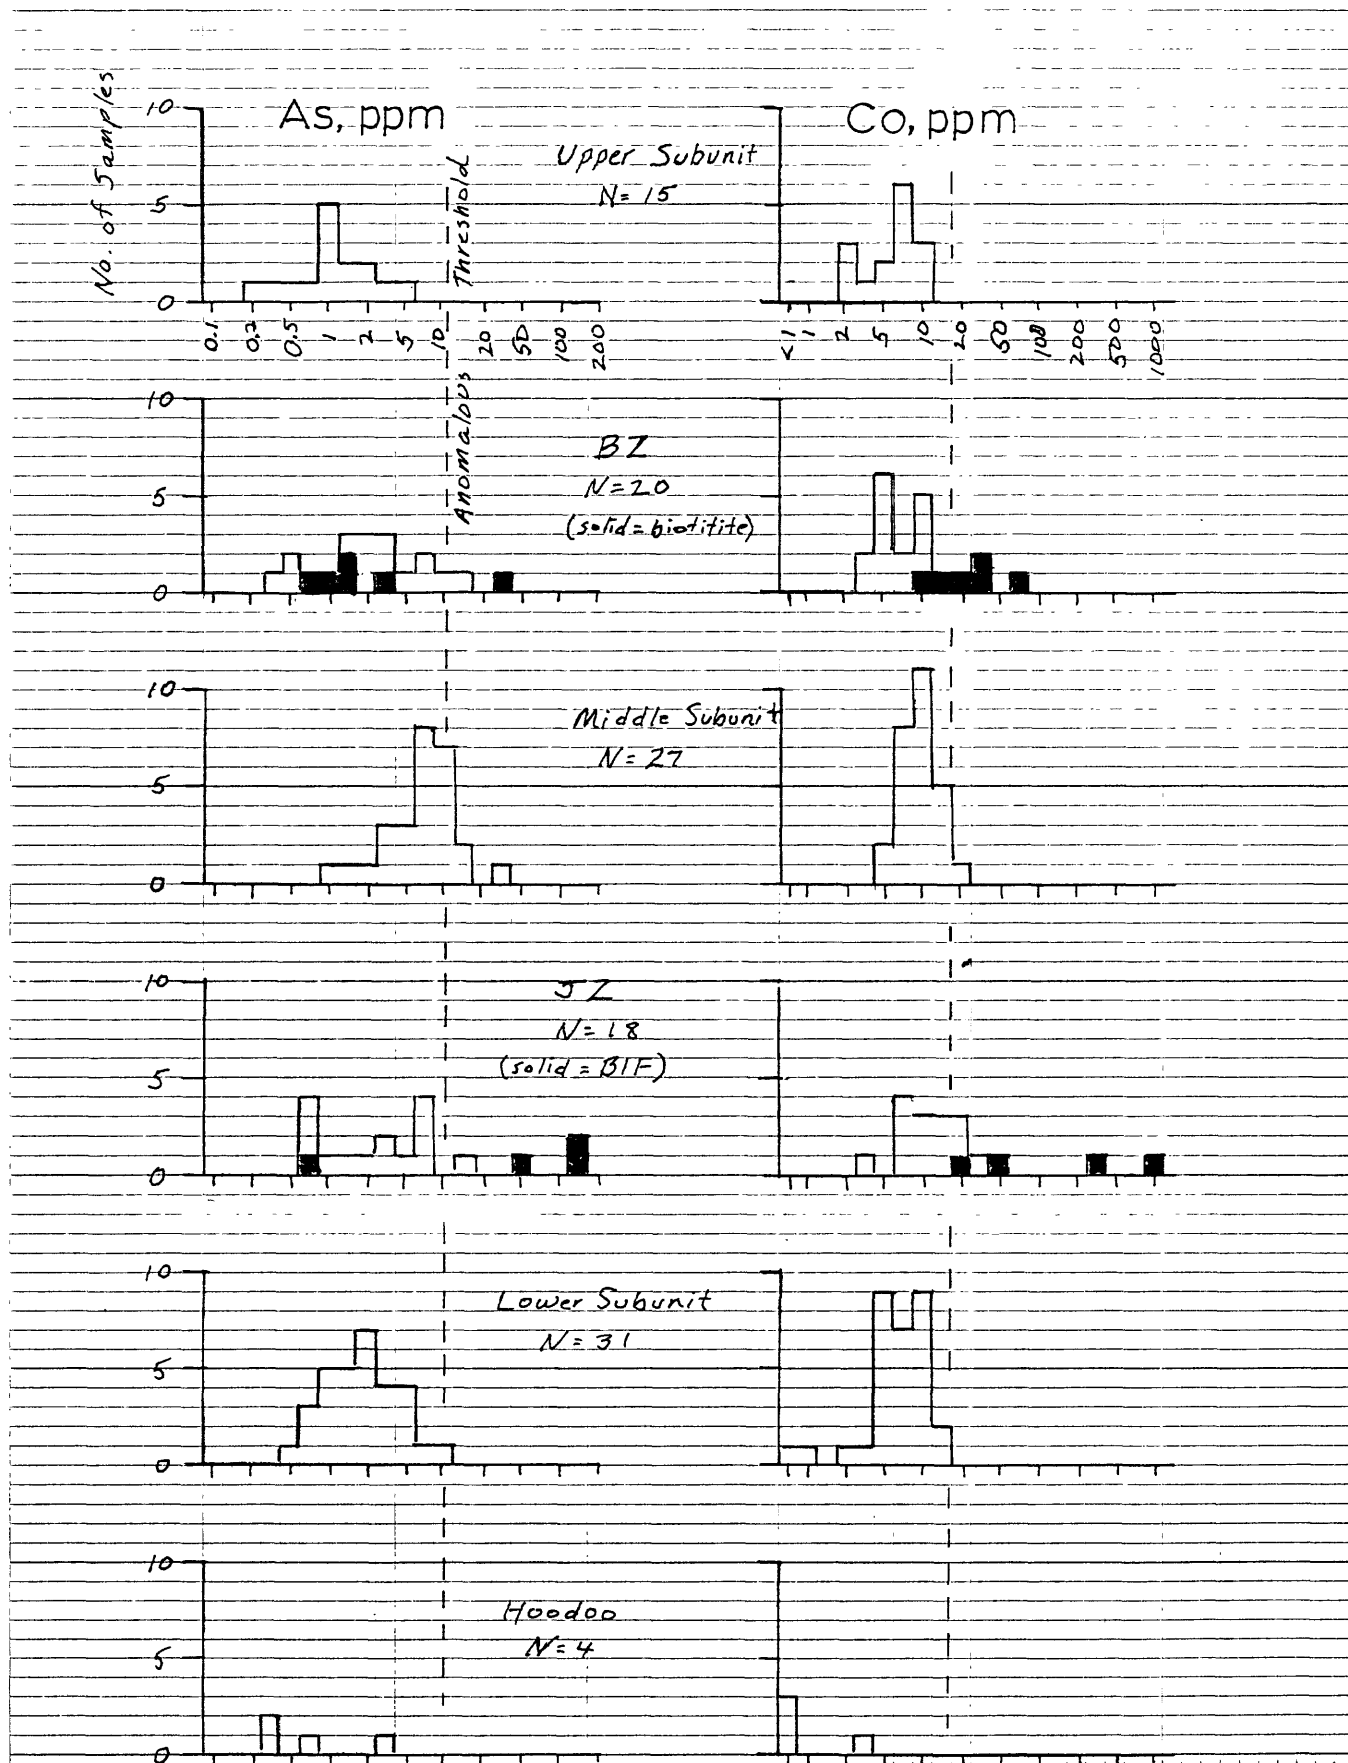 No. of Samples
10
5
0
As, ppm
Co, ppm
Upper Subunit
N=15
Anomalous Threshold
0.1 0.2 0.5 1 2 5 10 20 50 100 200
<1 1 2 5 10 20 50 100 200 500 1000
10
5
0
BZ
N=20
(solid=biotitite)
10
5
0
Middle Subunit
N=27
10
5
0
JZ
N=18
(solid=BIF)
10
5
0
Lower Subunit
N=31
10
5
0
Hoodoo
N=4